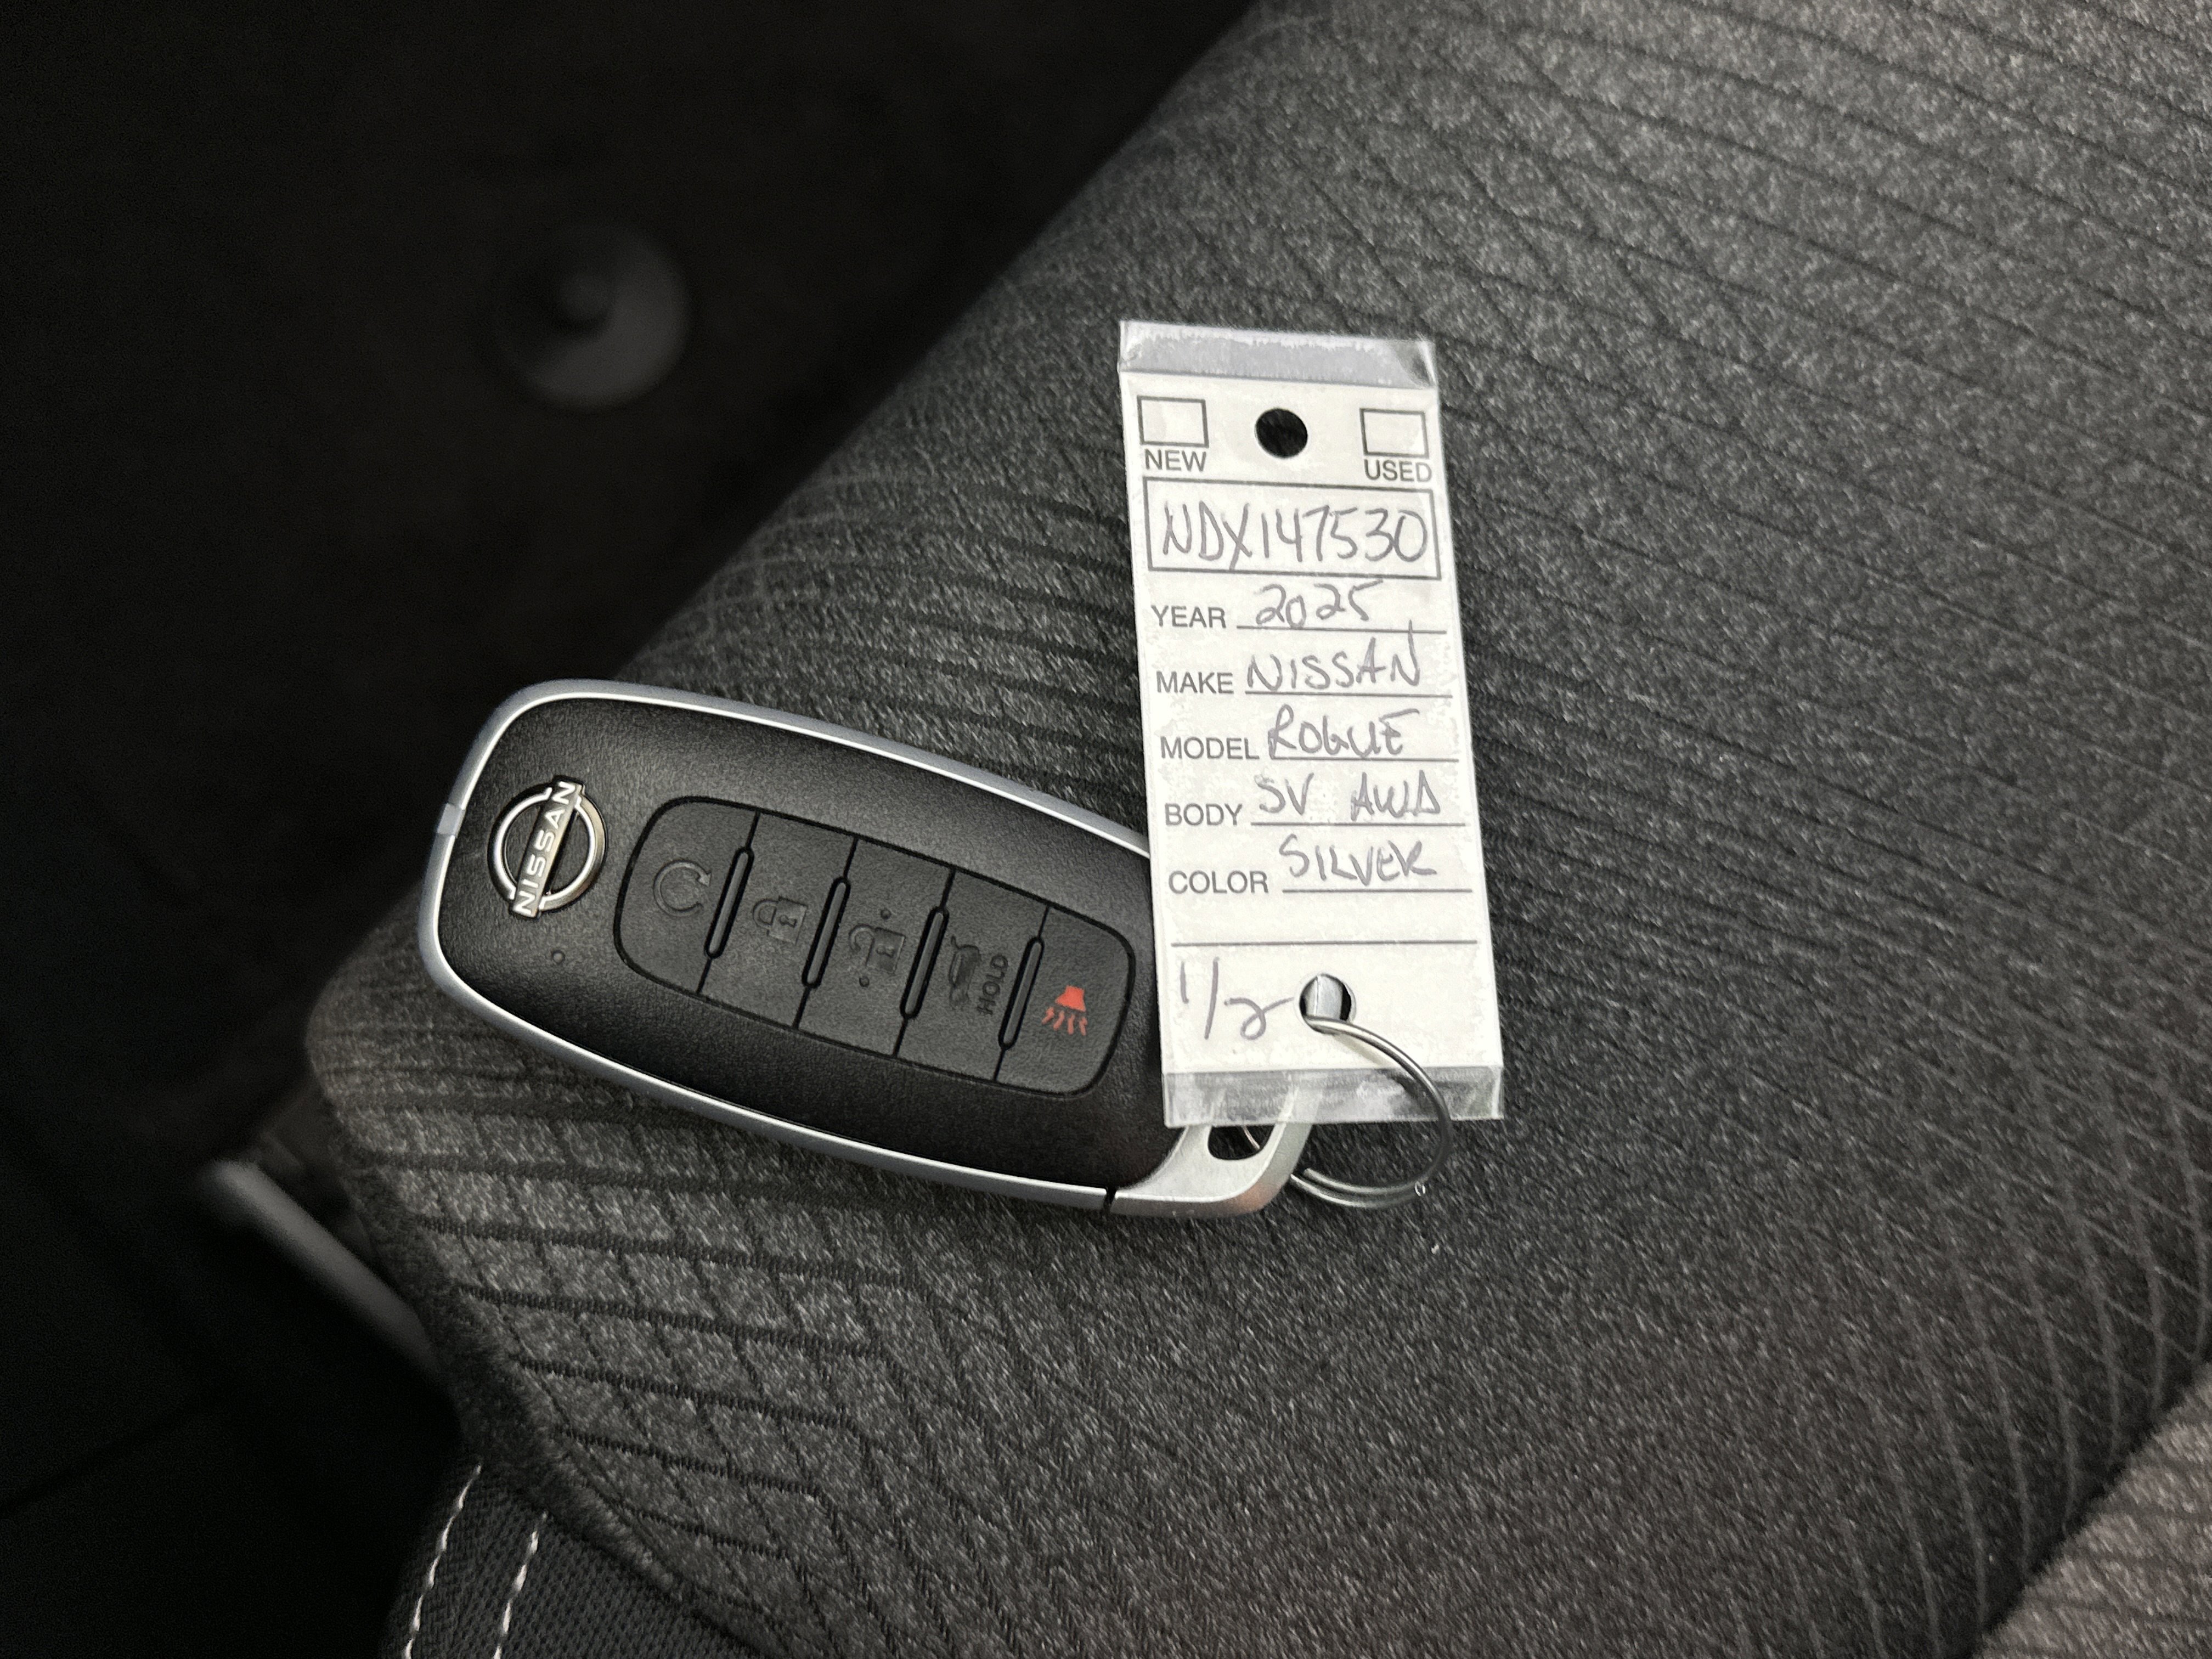 NEW USED
NDX147530
YEAR 2025
MAKE NISSAN
MODEL ROGUE
BODY SV AWD
COLOR SILVER
1/2
NISSAN
HOLD